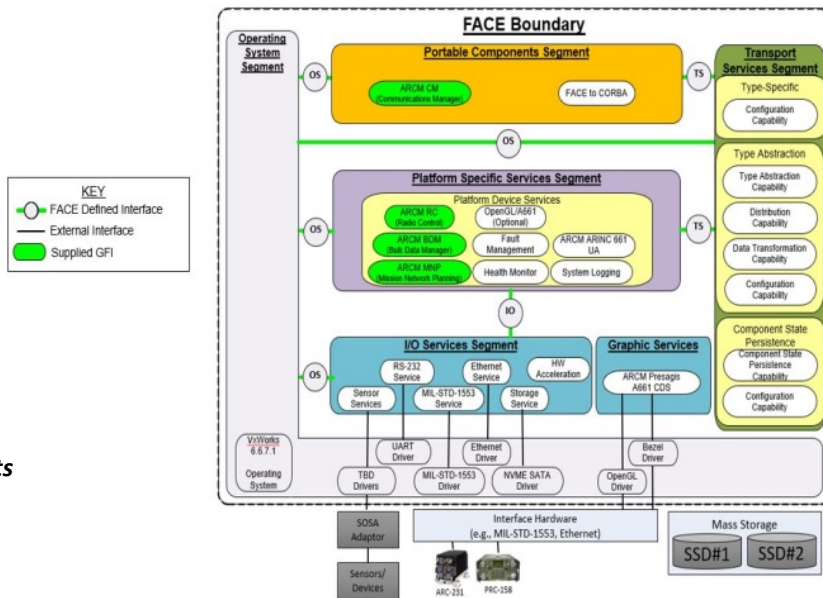 FACE Boundary
Operating
System
Segment
Portable Components Segment
ARCM CM
(Communications Manager)
FACE to CORBA
OS
TS
Transport
Services Segment
Type-Specific
Configuration
Capability
OS
Type Abstraction
Type Abstraction
Capability
Distribution
Capability
Data Transformation
Capability
Configuration
Capability
KEY
FACE Defined Interface
External Interface
Supplied GFI
Platform Specific Services Segment
Platform Device Services
ARCM RC
(Radio Control)
OpenGL/A661
(Optional)
ARCM BDM
(Bulk Data Manager)
Fault
Management
ARCM ARINC 661
UA
ARCM MNP
(Mission Network Planning)
Health Monitor
System Logging
OS
TS
IO
Component State
Persistence
Component State
Persistence
Capability
Configuration
Capability
I/O Services Segment
RS-232
Service
Ethernet
Service
HW
Acceleration
Sensor
Services
MIL-STD-1553
Service
Storage
Service
OS
Graphic Services
ARCM Presagis
A661 CDS
ts
VxWorks
6.6.7.1
Operating
System
UART
Driver
Ethernet
Driver
Bezel
Driver
TBD
Drivers
MIL-STD-1553
Driver
NVME SATA
Driver
OpenGL
Driver
SOSA
Adaptor
Sensors/
Devices
Interface Hardware
(e.g., MIL-STD-1553, Ethernet)
ARC-231
PRC-158
Mass Storage
SSD#1
SSD#2